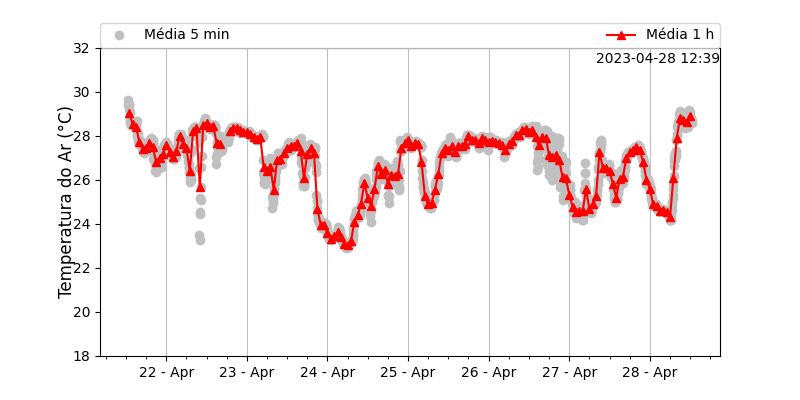 Média 5 min
Média 1 h
2023-04-28 12:39
Temperatura do Ar (°C)
32
30
28
26
24
22
20
18
22 - Apr
23 - Apr
24 - Apr
25 - Apr
26 - Apr
27 - Apr
28 - Apr